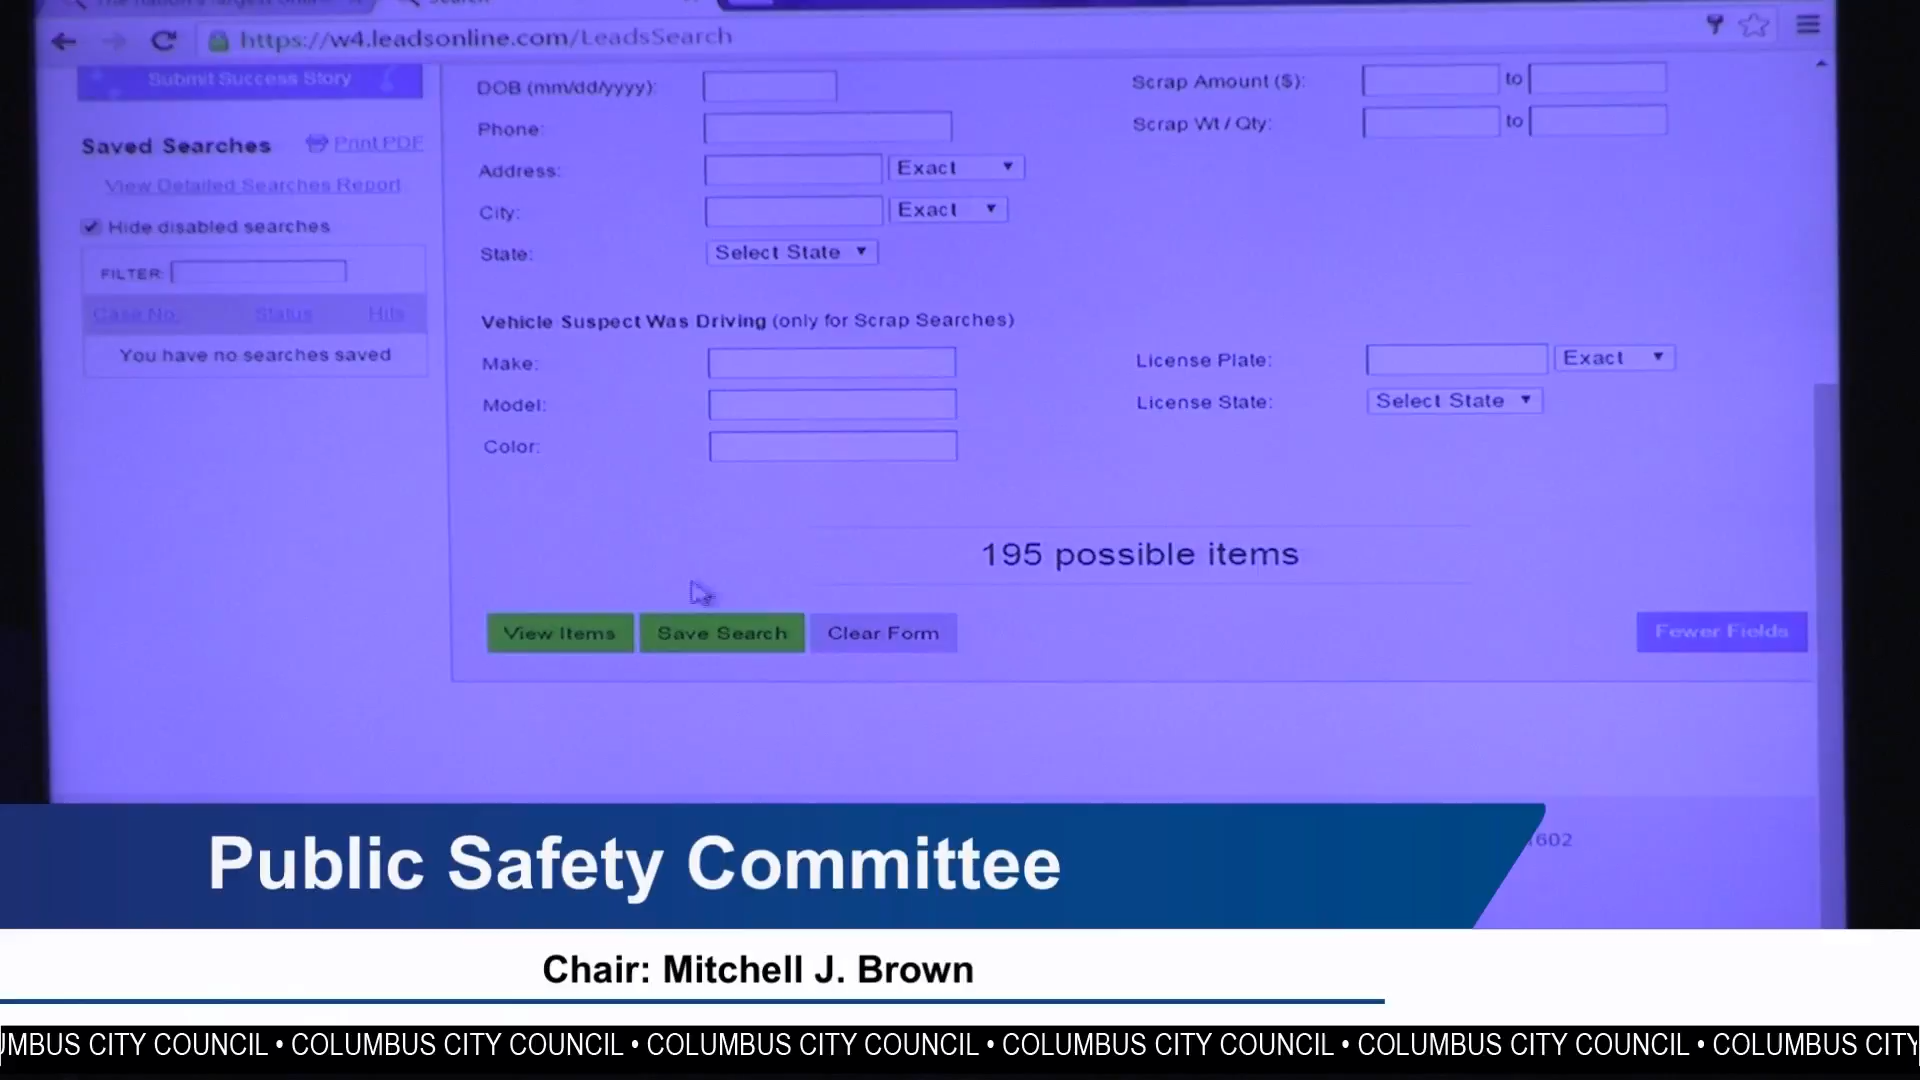 https://w4.leadsonline.com/LeadsSearch
Submit Success Story
Saved Searches
Print PDF
View Detailed Searches Report
Hide disabled searches
FILTER:
Case No. Status Hits
You have no searches saved
DOB (mm/dd/yyyy):
Phone:
Address: Exact
City: Exact
State: Select State
Scrap Amount ($): to
Scrap Wt / Qty: to
Vehicle Suspect Was Driving (only for Scrap Searches)
Make:
Model:
Color:
License Plate: Exact
License State: Select State
195 possible items
View Items Save Search Clear Form Fewer Fields
Public Safety Committee
Chair: Mitchell J. Brown
UMBUS CITY COUNCIL • COLUMBUS CITY COUNCIL • COLUMBUS CITY COUNCIL • COLUMBUS CITY COUNCIL • COLUMBUS CITY COUNCIL • COLUMBUS CITY